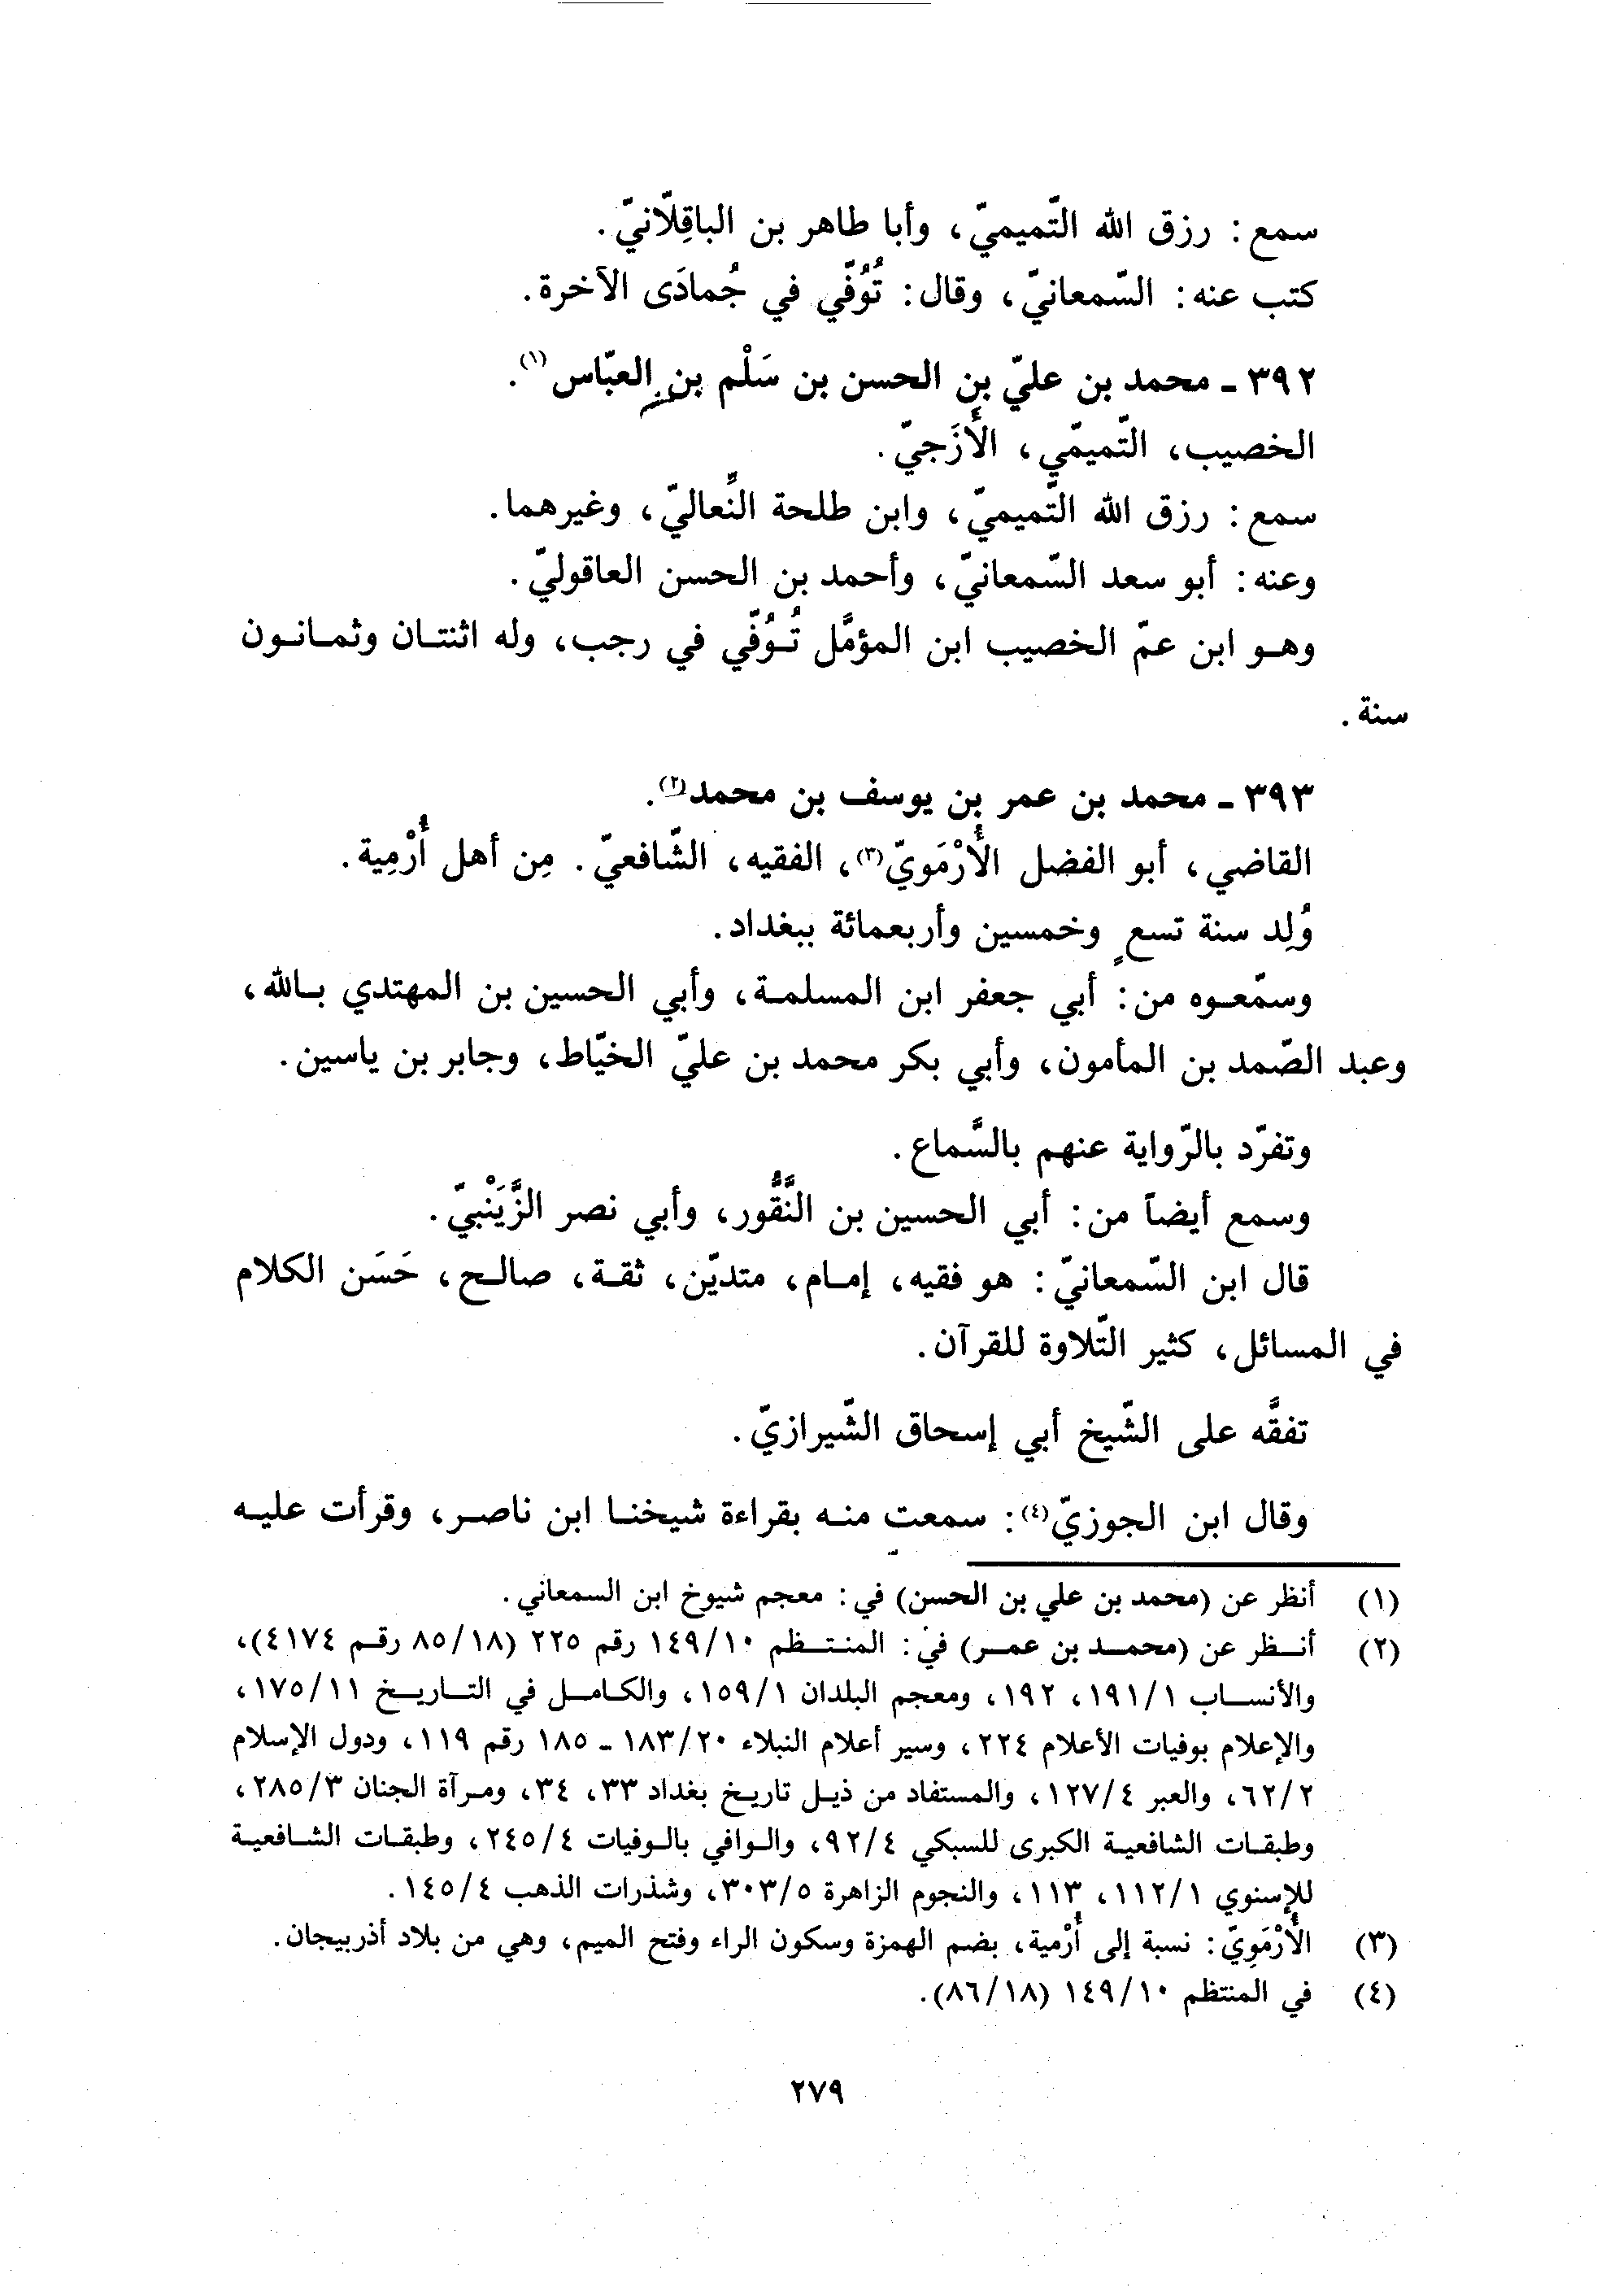 سمع: رزق الله التّميميّ، وأبا طاهر بن الباقِلّانيّ.
كتب عنه: السّمعانيّ، وقال: تُوُفّي في جُمادَى الآخرة.
٣٩٢ ـ محمد بن عليّ بن الحسن بن سَلْم بن العبّاس(١).
الخصيب، التّميمّي، الأَزَجيّ.
سمع: رزق الله التّميميّ، وابن طلحة النِّعاليّ، وغيرهما.
وعنه: أبو سعد السّمعانيّ، وأحمد بن الحسن العاقوليّ.
وهو ابن عمّ الخصيب ابن المؤمَّل تُوُفّي في رجب، وله اثنتان وثمانون
سنة.
٣٩٣ ـ محمد بن عمر بن يوسف بن محمد(٢).
القاضي، أبو الفضل الأُرْمَويّ(٣)، الفقيه، الشّافعيّ. مِن أهل أُرْمِية.
وُلِد سنة تسعٍ وخمسين وأربعمائة ببغداد.
وسمّعوه من: أبي جعفر ابن المسلمة، وأبي الحسين بن المهتدي بالله،
وعبد الصّمد بن المأمون، وأبي بكر محمد بن عليّ الخيّاط، وجابر بن ياسين.
وتفرّد بالرّواية عنهم بالسَّماع.
وسمع أيضاً من: أبي الحسين بن النَّقُّور، وأبي نصر الزَّيَنْبيّ.
قال ابن السّمعانيّ: هو فقيه، إمام، متديّن، ثقة، صالح، حَسَن الكلام
في المسائل، كثير التّلاوة للقرآن.
تفقَّه على الشّيخ أبي إسحاق الشّيرازيّ.
وقال ابن الجوزيّ(٤): سمعت منه بقراءة شيخنا ابن ناصر، وقرأت عليه
(١) أنظر عن (محمد بن علي بن الحسن) في: معجم شيوخ ابن السمعاني.
(٢) أنظر عن (محمد بن عمر) في: المنتظم ١٤٩/١٠ رقم ٢٢٥ (٨٥/١٨ رقم ٤١٧٤)،
والأنساب ١٩١/١، ١٩٢، ومعجم البلدان ١٥٩/١، والكامل في التاريخ ١٧٥/١١،
والإعلام بوفيات الأعلام ٢٢٤، وسير أعلام النبلاء ١٨٣/٢٠ ـ ١٨٥ رقم ١١٩، ودول الإسلام
٦٢/٢، والعبر ١٢٧/٤، والمستفاد من ذيل تاريخ بغداد ٣٣، ٣٤، ومرآة الجنان ٢٨٥/٣،
وطبقات الشافعية الكبرى للسبكي ٩٢/٤، والوافي بالوفيات ٢٤٥/٤، وطبقات الشافعية
للإسنوي ١١٢/١، ١١٣، والنجوم الزاهرة ٣٠٣/٥، وشذرات الذهب ١٤٥/٤.
(٣) الأُرْمَوِيّ: نسبة إلى أُرْمية، بضم الهمزة وسكون الراء وفتح الميم، وهي من بلاد أذربيجان.
(٤) في المنتظم ١٤٩/١٠ (٨٦/١٨).
٢٧٩